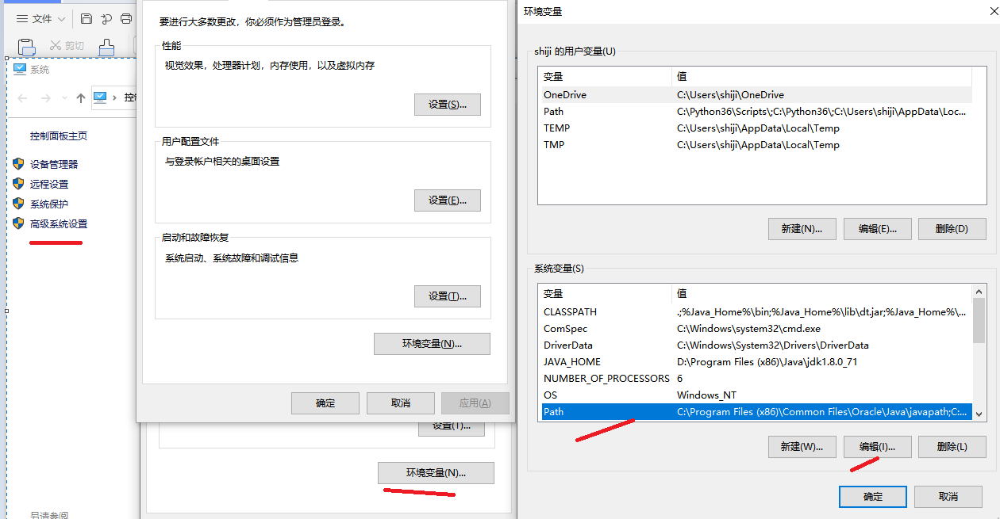 文件
剪切
系统
控制面板主页
设备管理器
远程设置
系统保护
高级系统设置
另请参阅
要进行大多数更改，你必须作为管理员登录。
性能
视觉效果，处理器计划，内存使用，以及虚拟内存
设置(S)...
用户配置文件
与登录帐户相关的桌面设置
设置(E)...
启动和故障恢复
系统启动、系统故障和调试信息
设置(T)...
环境变量(N)...
确定
取消
应用(A)
设置(T)...
环境变量(N)...
环境变量
shiji 的用户变量(U)
变量 值
OneDrive C:\Users\shiji\OneDrive
Path C:\Python36\Scripts\;C:\Python36\;C:\Users\shiji\AppData\Loc...
TEMP C:\Users\shiji\AppData\Local\Temp
TMP C:\Users\shiji\AppData\Local\Temp
新建(N)... 编辑(E)... 删除(D)
系统变量(S)
变量 值
CLASSPATH .;%Java_Home%\bin;%Java_Home%\lib\dt.jar;%Java_Home%\...
ComSpec C:\Windows\system32\cmd.exe
DriverData C:\Windows\System32\Drivers\DriverData
JAVA_HOME D:\Program Files (x86)\Java\jdk1.8.0_71
NUMBER_OF_PROCESSORS 6
OS Windows_NT
Path C:\Program Files (x86)\Common Files\Oracle\Java\javapath;C:...
新建(W)... 编辑(I)... 删除(L)
确定 取消